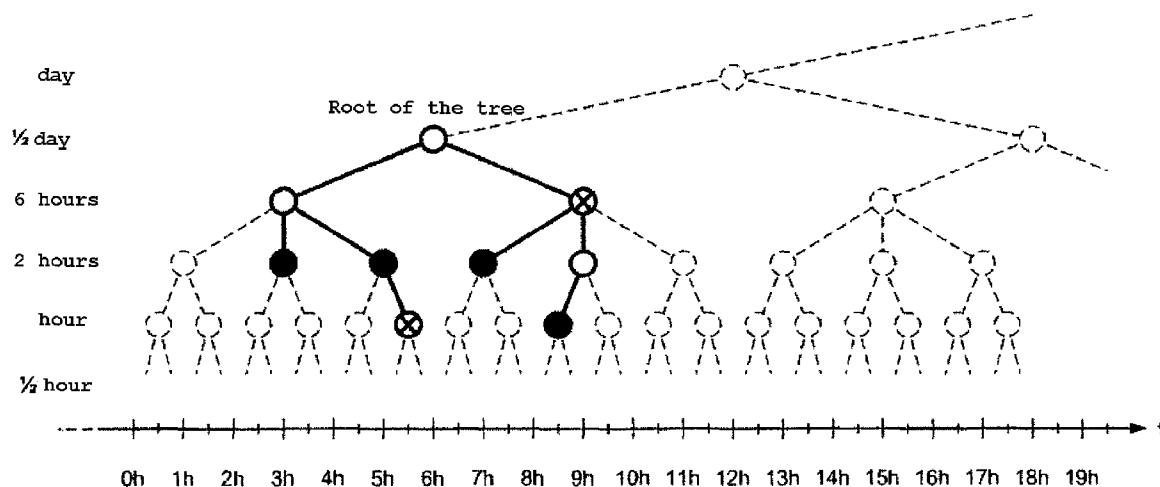 day
Root of the tree
½ day
6 hours
2 hours
hour
½ hour
t
0h 1h 2h 3h 4h 5h 6h 7h 8h 9h 10h 11h 12h 13h 14h 15h 16h 17h 18h 19h